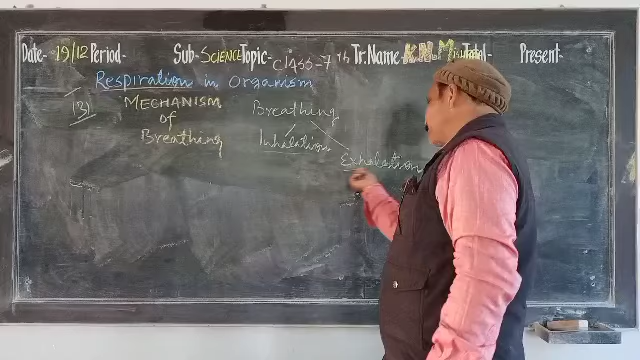 Date- 19/12 Period- Sub- SCIENCE Topic- CLASS-7th Tr. Name- K.N.M Total- Present-
Respiration in Organism
(3) MECHANISM Breathing
of Inhalation
Breathing Exhalation